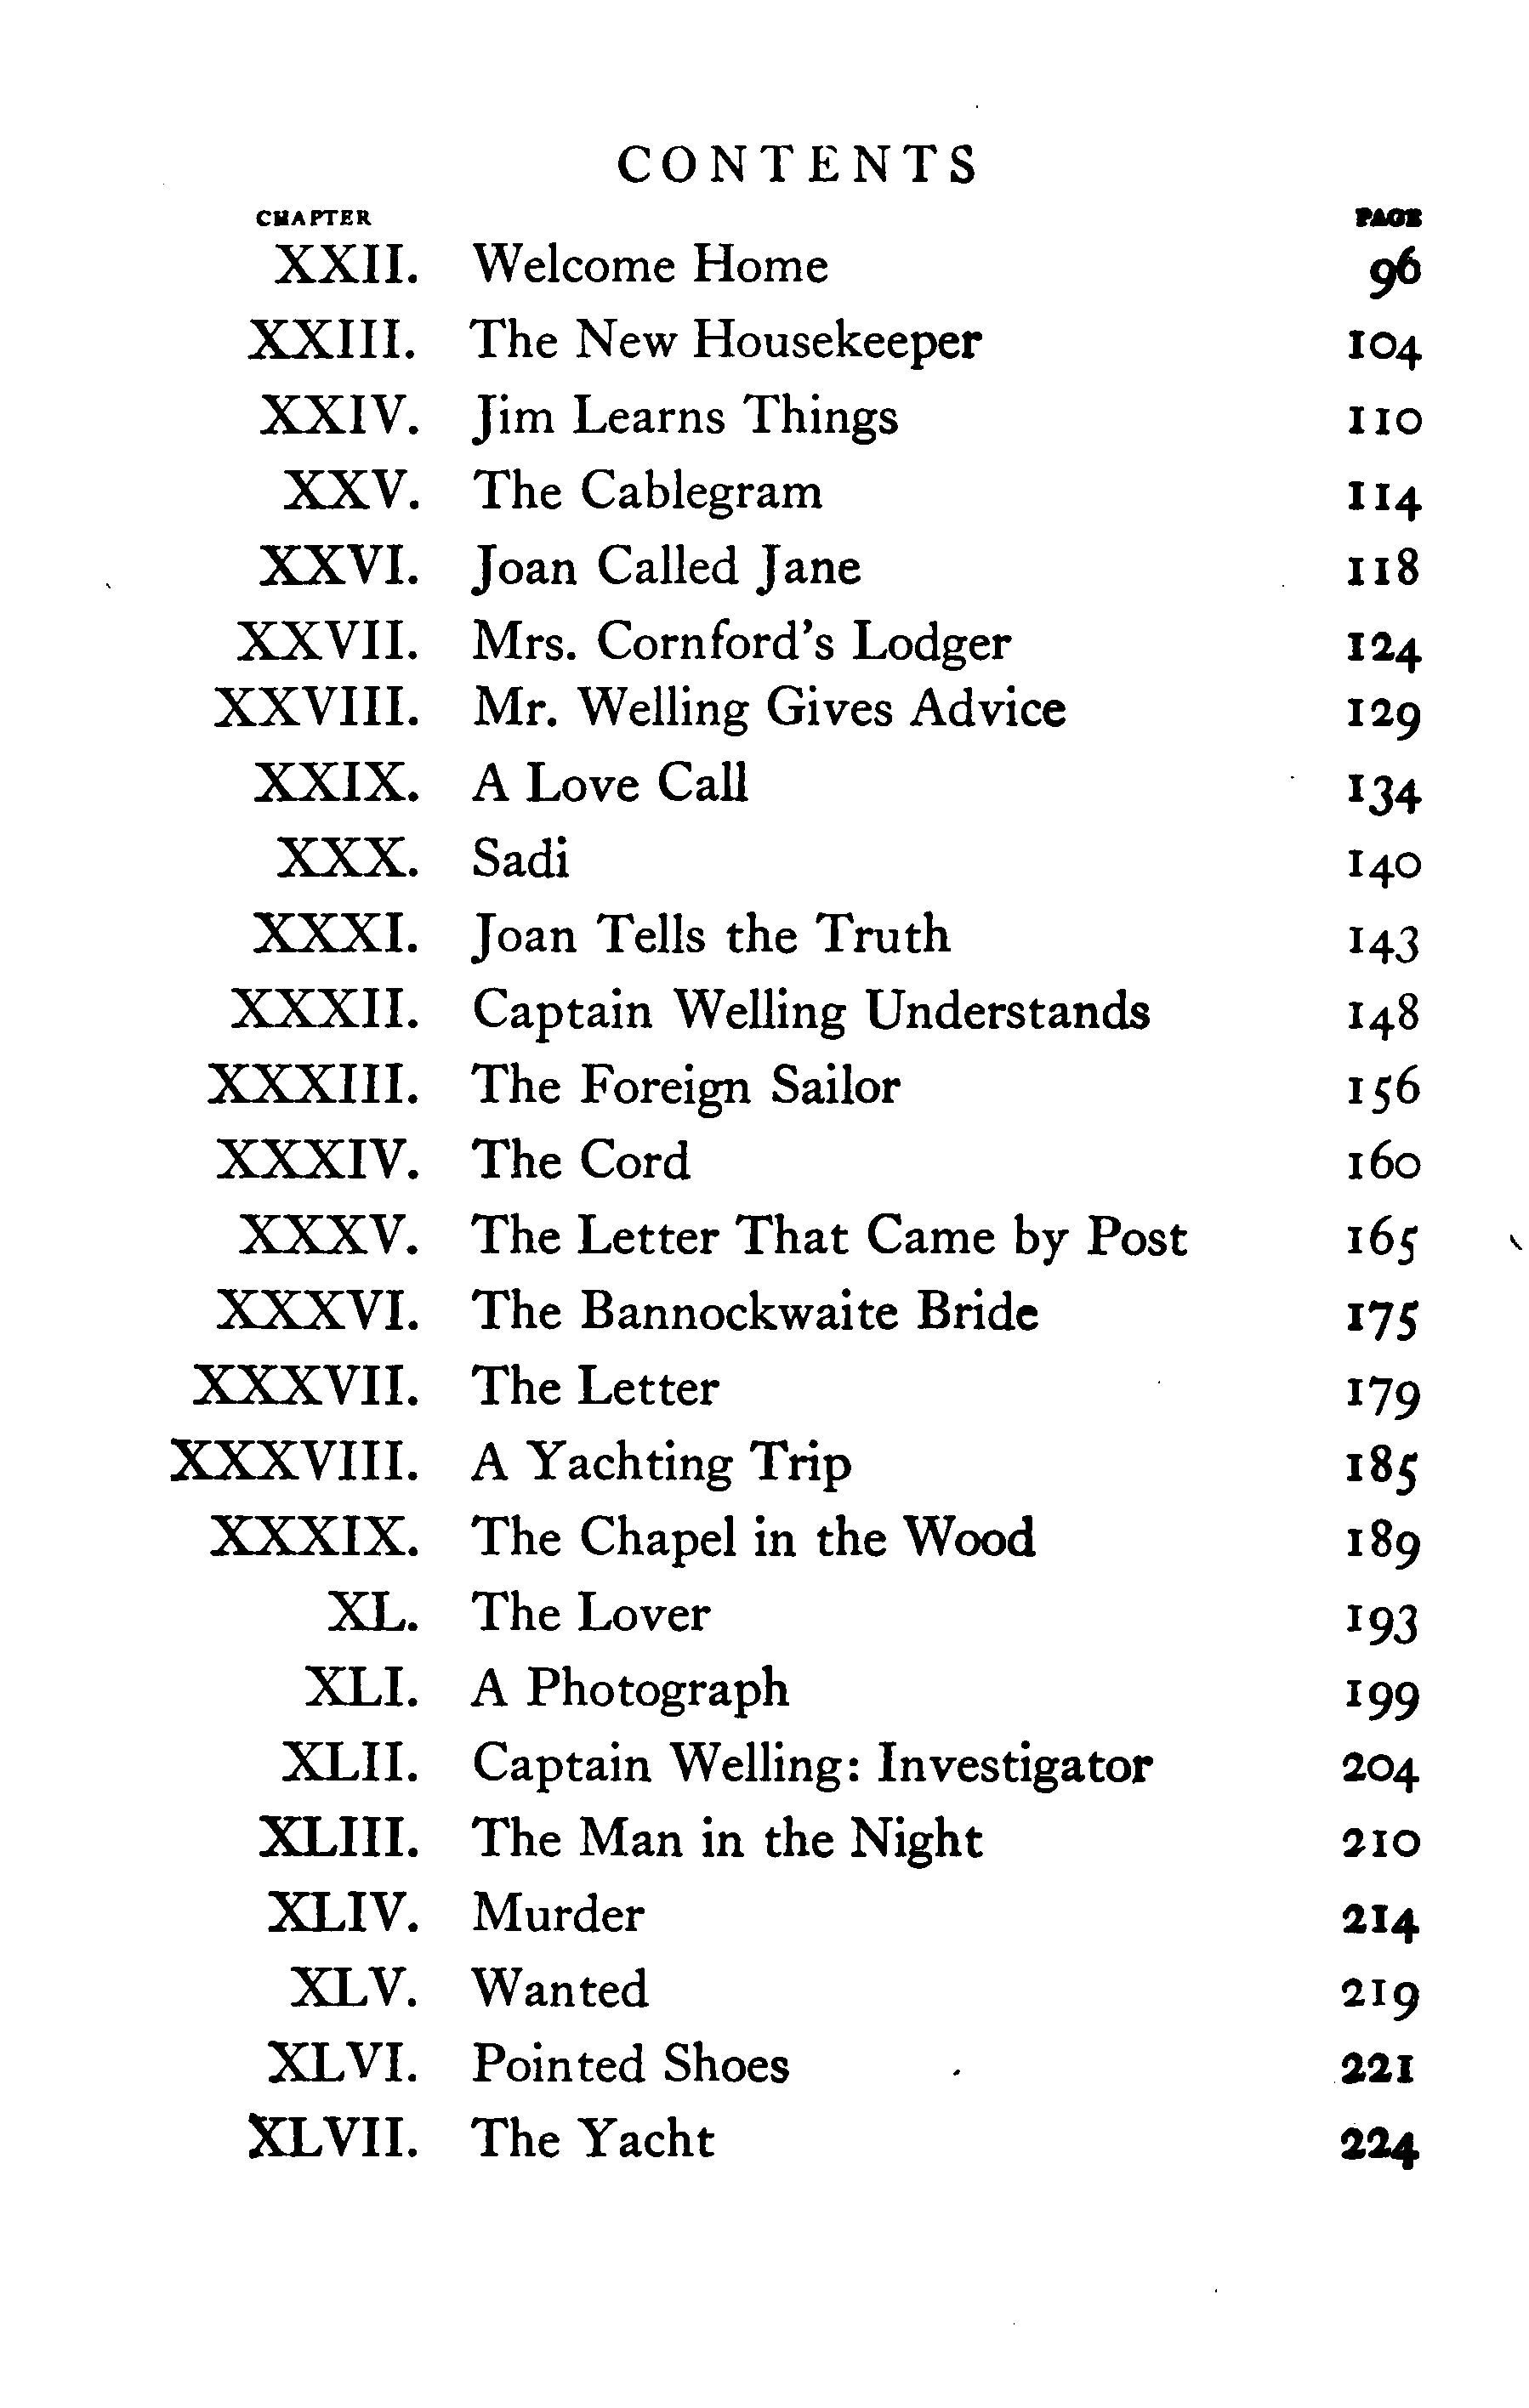 CONTENTS
CHAPTER PAGE
XXII. Welcome Home 96
XXIII. The New Housekeeper 104
XXIV. Jim Learns Things 110
XXV. The Cablegram 114
XXVI. Joan Called Jane 118
XXVII. Mrs. Cornford's Lodger 124
XXVIII. Mr. Welling Gives Advice 129
XXIX. A Love Call 134
XXX. Sadi 140
XXXI. Joan Tells the Truth 143
XXXII. Captain Welling Understands 148
XXXIII. The Foreign Sailor 156
XXXIV. The Cord 160
XXXV. The Letter That Came by Post 165
XXXVI. The Bannockwaite Bride 175
XXXVII. The Letter 179
XXXVIII. A Yachting Trip 185
XXXIX. The Chapel in the Wood 189
XL. The Lover 193
XLI. A Photograph 199
XLII. Captain Welling: Investigator 204
XLIII. The Man in the Night 210
XLIV. Murder 214
XLV. Wanted 219
XLVI. Pointed Shoes 221
XLVII. The Yacht 224